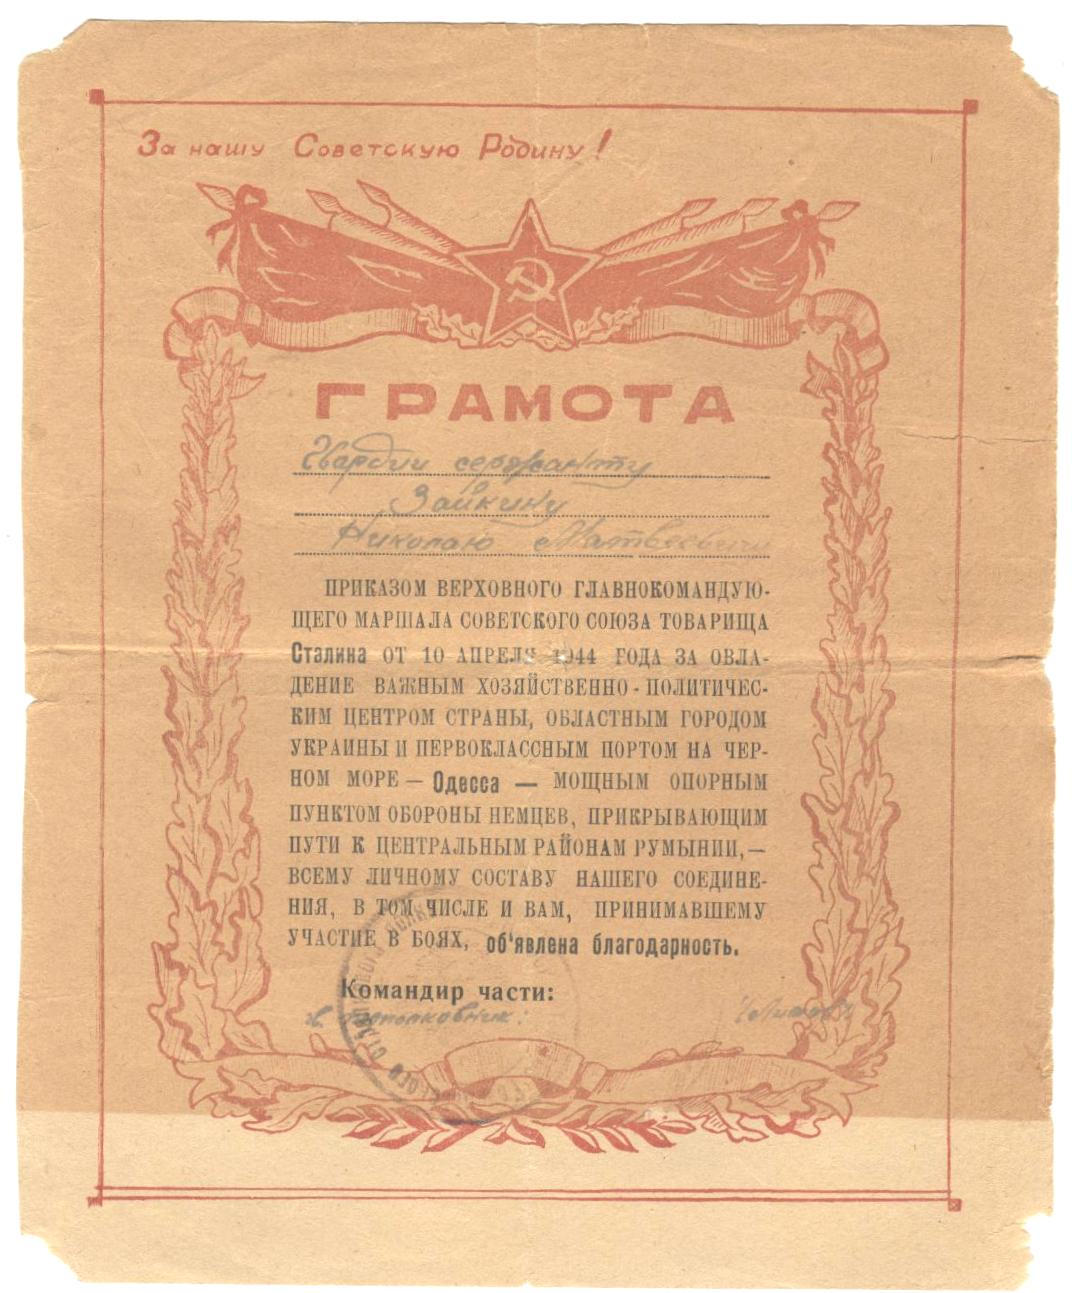 За нашу Советскую Родину!
ГРАМОТА
Гвардии сержанту
Зайкину
Николаю Матвеевичу
ПРИКАЗОМ ВЕРХОВНОГО ГЛАВНОКОМАНДУЮ-
ЩЕГО МАРШАЛА СОВЕТСКОГО СОЮЗА ТОВАРИЩА
Сталина ОТ 10 АПРЕЛЯ 1944 ГОДА ЗА ОВЛА-
ДЕНИЕ ВАЖНЫМ ХОЗЯЙСТВЕННО-ПОЛИТИЧЕС-
КИМ ЦЕНТРОМ СТРАНЫ, ОБЛАСТНЫМ ГОРОДОМ
УКРАИНЫ И ПЕРВОКЛАССНЫМ ПОРТОМ НА ЧЕР-
НОМ МОРЕ — Одесса — МОЩНЫМ ОПОРНЫМ
ПУНКТОМ ОБОРОНЫ НЕМЦЕВ, ПРИКРЫВАЮЩИМ
ПУТИ К ЦЕНТРАЛЬНЫМ РАЙОНАМ РУМЫНИИ,—
ВСЕМУ ЛИЧНОМУ СОСТАВУ НАШЕГО СОЕДИНЕ-
НИЯ, В ТОМ ЧИСЛЕ И ВАМ, ПРИНИМАВШЕМУ
УЧАСТИЕ В БОЯХ, об'явлена благодарность.
Командир части:
подполковник: